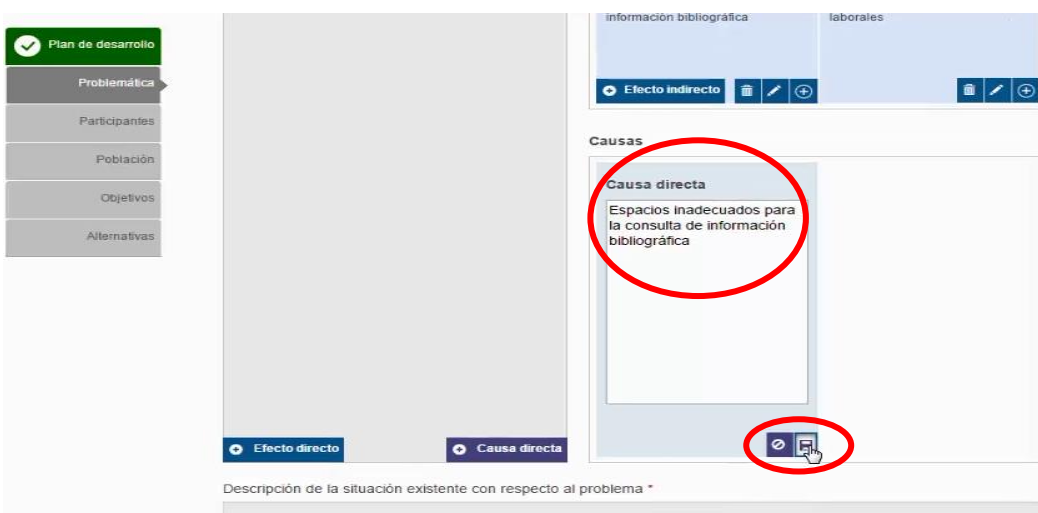 información bibliográfica
laborales
Plan de desarrollo
Problemática
Participantes
Población
Objetivos
Alternativas
Efecto indirecto
Causas
Causa directa
Espacios inadecuados para
la consulta de información
bibliográfica
Efecto directo
Causa directa
Descripción de la situación existente con respecto al problema *